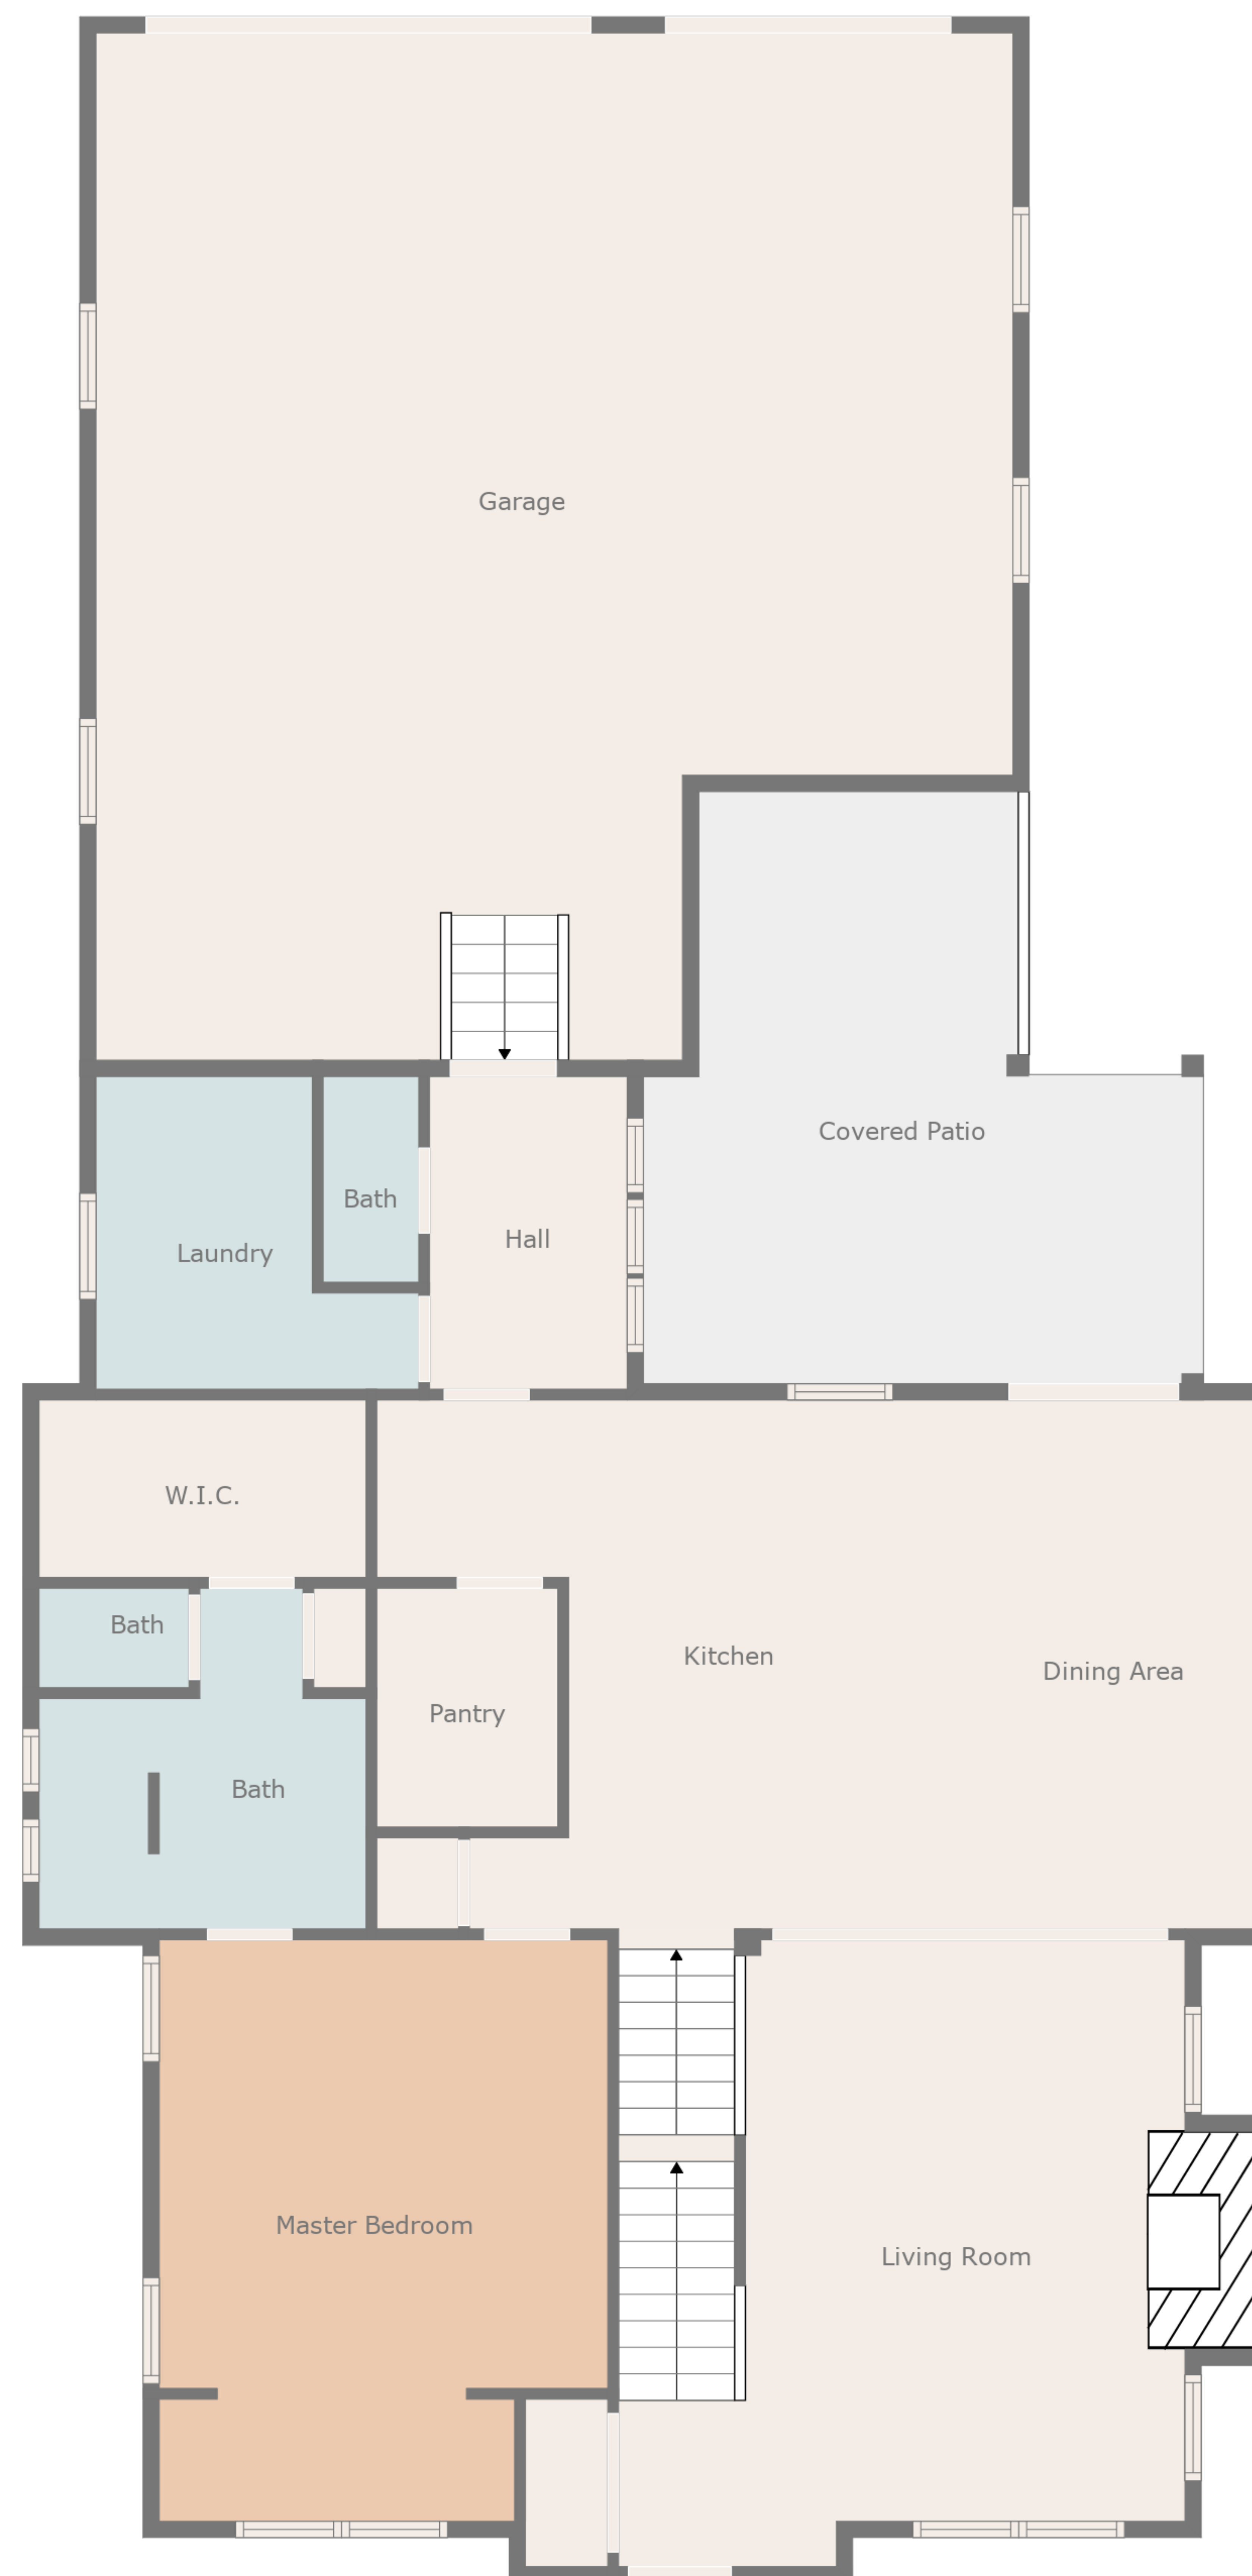 Garage
Covered Patio
Bath
Hall
Laundry
W.I.C.
Bath
Kitchen
Dining Area
Pantry
Bath
Master Bedroom
Living Room